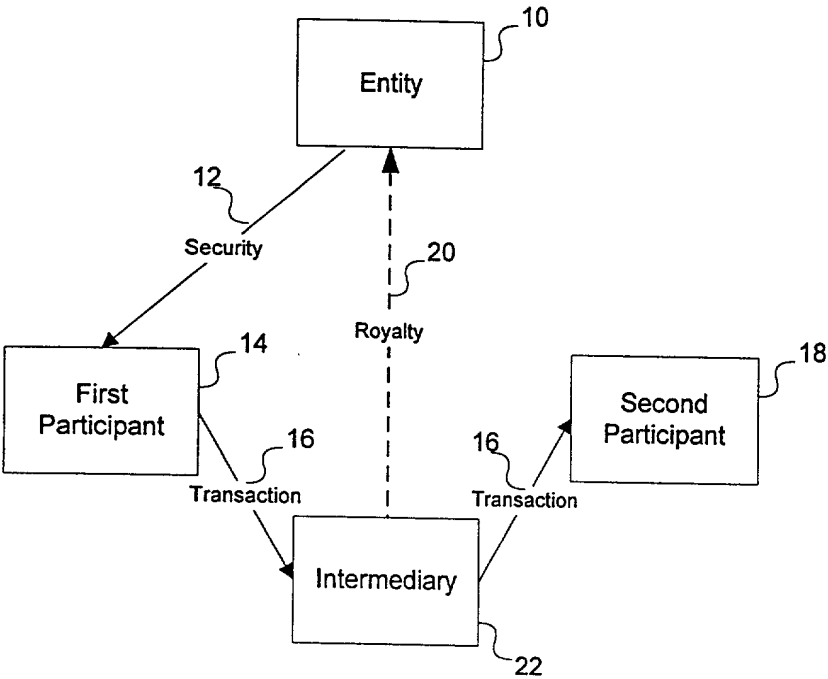 10
Entity
12
Security
20
Royalty
14
First
Participant
18
Second
Participant
16
Transaction
16
Transaction
Intermediary
22